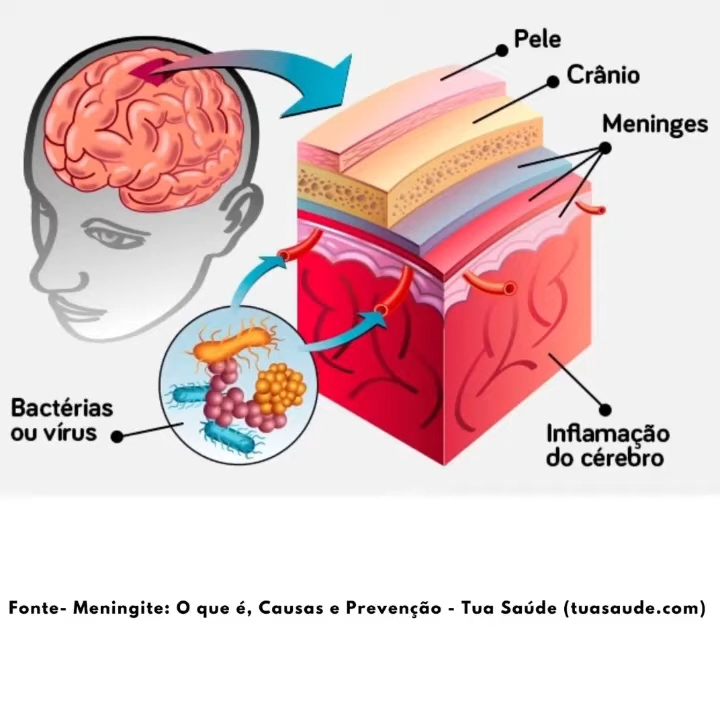 Pele
Crânio
Meninges
Bactérias
ou vírus
Inflamação
do cérebro
Fonte- Meningite: O que é, Causas e Prevenção - Tua Saúde (tuasaude.com)